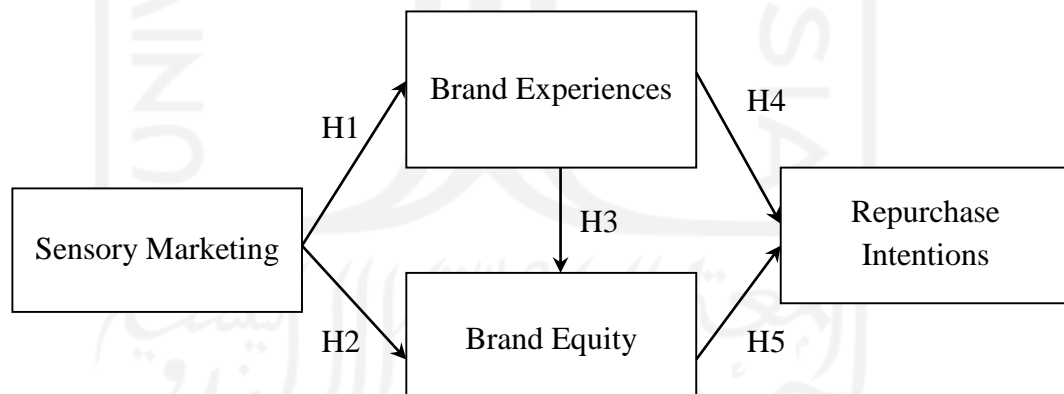 Brand Experiences
H4
H1
Repurchase
Intentions
H3
Sensory Marketing
H2
Brand Equity
H5